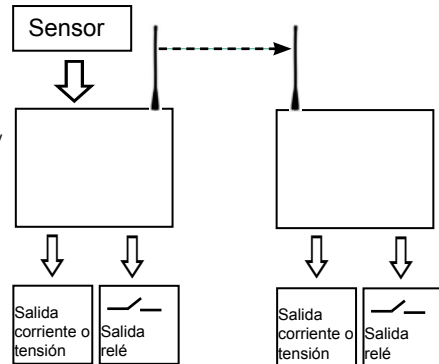 Sensor
Salida
corriente o
tensión
Salida
relé
Salida
corriente o
tensión
Salida
relé